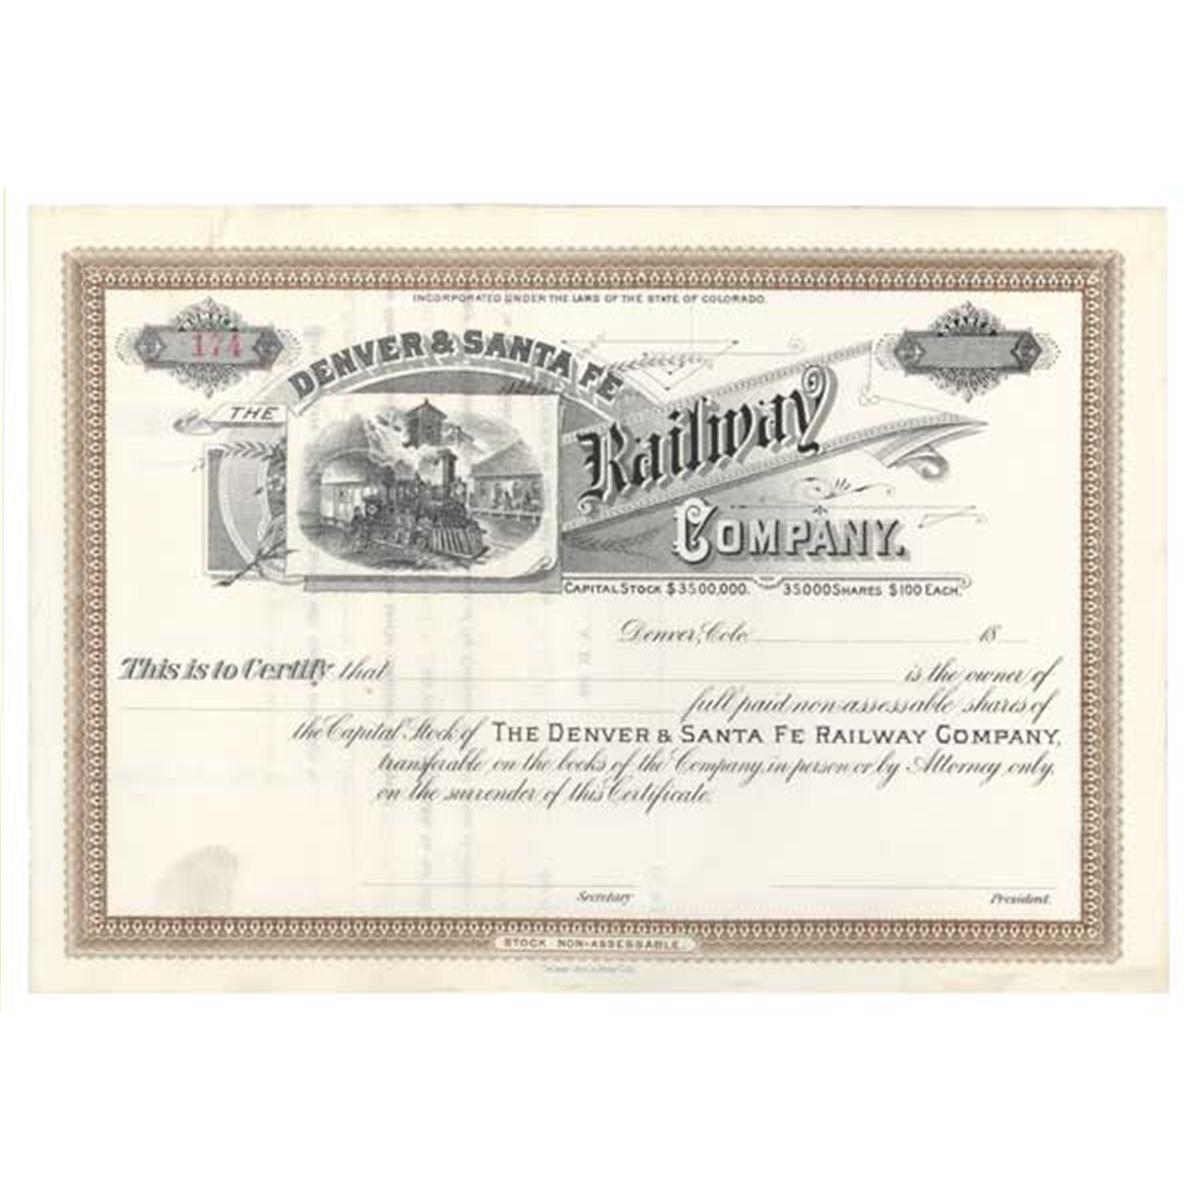 INCORPORATED UNDER THE LAWS OF THE STATE OF COLORADO.
NUMBER
174
SHARES
THE
DENVER & SANTA FE
Railway
COMPANY.
CAPITAL STOCK $3500,000. 35000 SHARES $100 EACH.
Denver, Colo. 18
This is to Certify that is the owner of
full paid non-assessable shares of
the Capital Stock of THE DENVER & SANTA FE RAILWAY COMPANY,
transferable on the books of the Company, in person or by Attorney only,
on the surrender of this Certificate.
Secretary President.
STOCK NON-ASSESSABLE.